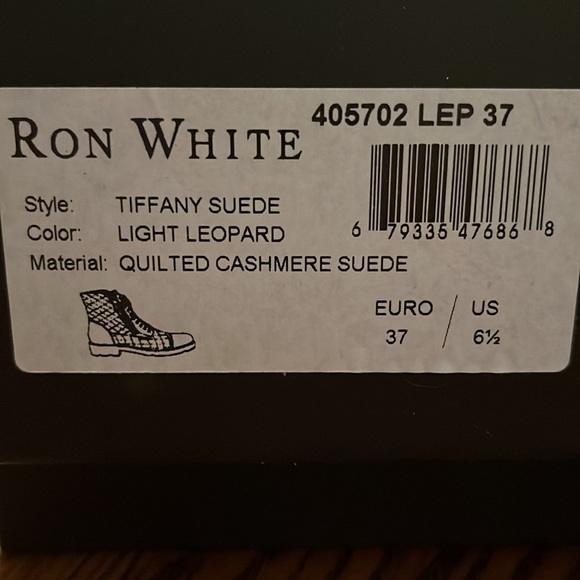 RON WHITE
405702 LEP 37
Style: TIFFANY SUEDE
Color: LIGHT LEOPARD
Material: QUILTED CASHMERE SUEDE
6 79335 47686 8
EURO / US
37 6½